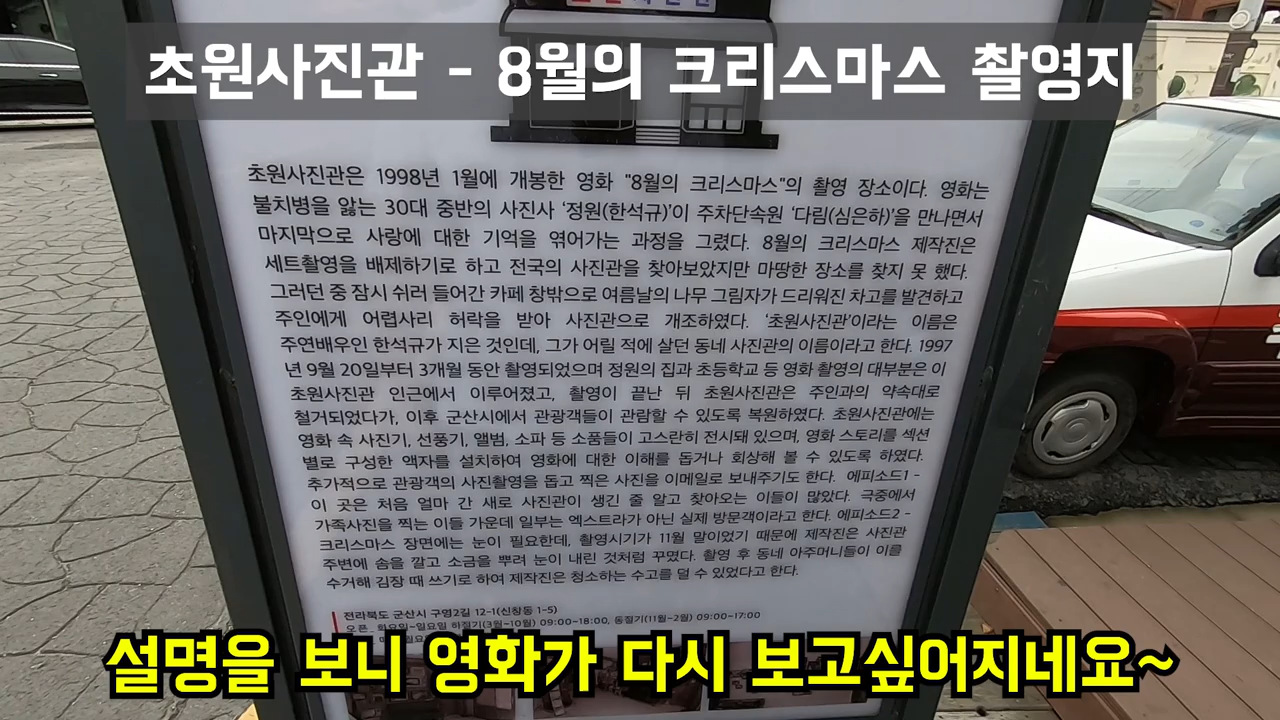 초원사진관 - 8월의 크리스마스 촬영지
초원사진관은 1998년 1월에 개봉한 영화 "8월의 크리스마스"의 촬영 장소이다. 영화는
불치병을 앓는 30대 중반의 사진사 '정원(한석규)'이 주차단속원 '다림(심은하)'을 만나면서
마지막으로 사랑에 대한 기억을 엮어가는 과정을 그렸다. 8월의 크리스마스 제작진은
세트촬영을 배제하기로 하고 전국의 사진관을 찾아보았지만 마땅한 장소를 찾지 못 했다.
그러던 중 잠시 쉬러 들어간 카페 창밖으로 여름날의 나무 그림자가 드리워진 차고를 발견하고
주인에게 어렵사리 허락을 받아 사진관으로 개조하였다. '초원사진관'이라는 이름은
주연배우인 한석규가 지은 것인데, 그가 어릴 적에 살던 동네 사진관의 이름이라고 한다. 1997
년 9월 20일부터 3개월 동안 촬영되었으며 정원의 집과 초등학교 등 영화 촬영의 대부분은 이
초원사진관 인근에서 이루어졌고, 촬영이 끝난 뒤 초원사진관은 주인과의 약속대로
철거되었다가, 이후 군산시에서 관광객들이 관람할 수 있도록 복원하였다. 초원사진관에는
영화 속 사진기, 선풍기, 앨범, 소파 등 소품들이 고스란히 전시돼 있으며, 영화 스토리를 섹션
별로 구성한 액자를 설치하여 영화에 대한 이해를 돕거나 회상해 볼 수 있도록 하였다.
추가적으로 관광객의 사진촬영을 돕고 찍은 사진을 이메일로 보내주기도 한다. 에피소드1 -
이 곳은 처음 얼마 간 새로 사진관이 생긴 줄 알고 찾아오는 이들이 많았다. 극중에서
가족사진을 찍는 이들 가운데 일부는 엑스트라가 아닌 실제 방문객이라고 한다. 에피소드2 -
크리스마스 장면에는 눈이 필요한데, 촬영시기가 11월 말이었기 때문에 제작진은 사진관
주변에 솜을 깔고 소금을 뿌려 눈이 내린 것처럼 꾸몄다. 촬영 후 동네 아주머니들이 이를
수거해 김장 때 쓰기로 하여 제작진은 청소하는 수고를 덜 수 있었다고 한다.
전라북도 군산시 구영2길 12-1(신창동 1-5)
오픈_ 화요일~일요일 하절기(3월~10월) 09:00~18:00, 동절기(11월~2월) 09:00~17:00
설명을 보니 영화가 다시 보고싶어지네요~